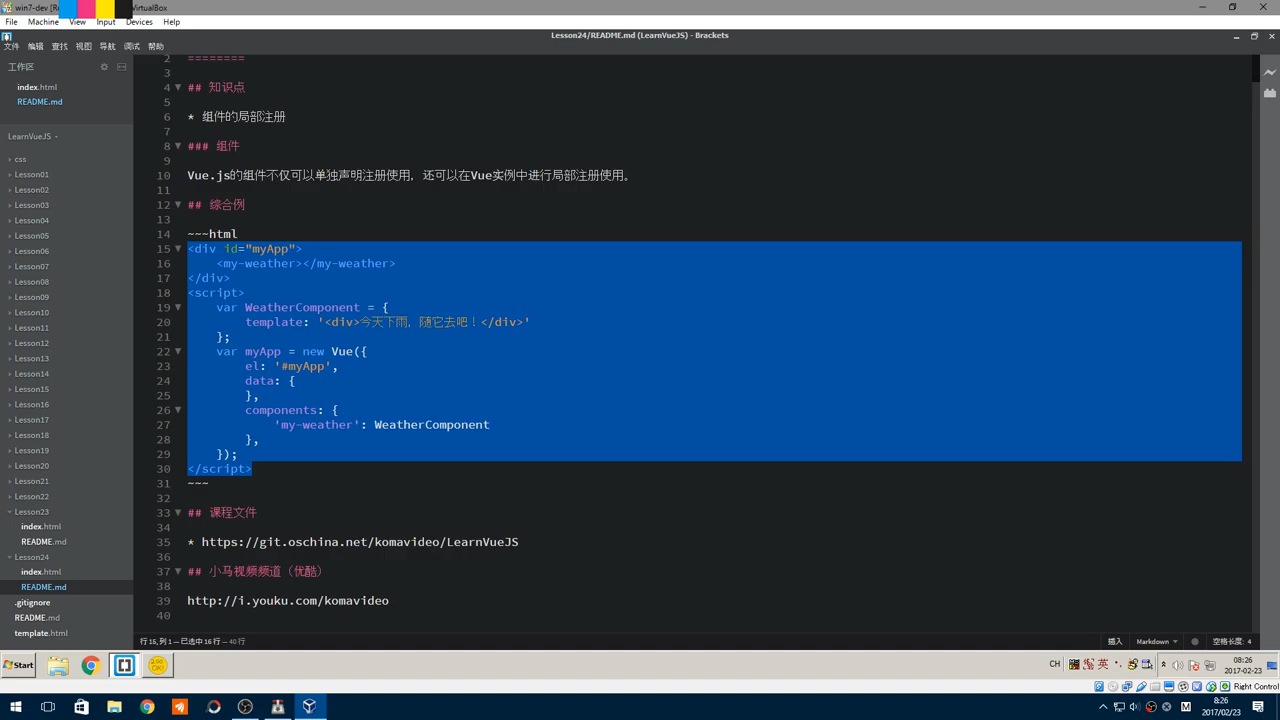 win7-dev [Ro
VirtualBox
File Machine View Input Devices Help
Lesson24/README.md (LearnVueJS) - Brackets
文件 编辑 查找 视图 导航 调试 帮助
工作区
index.html
README.md
LearnVueJS
css
Lesson01
Lesson02
Lesson03
Lesson04
Lesson05
Lesson06
Lesson07
Lesson08
Lesson09
Lesson10
Lesson11
Lesson12
Lesson13
Lesson14
Lesson15
Lesson16
Lesson17
Lesson18
Lesson19
Lesson20
Lesson21
Lesson22
Lesson23
index.html
README.md
Lesson24
index.html
README.md
.gitignore
README.md
template.html
2 ========
3
4 ## 知识点
5
6 * 组件的局部注册
7
8 ### 组件
9
10 Vue.js的组件不仅可以单独声明注册使用，还可以在Vue实例中进行局部注册使用。
11
12 ## 综合例
13
14 ~~~html
15 <div id="myApp">
16 <my-weather></my-weather>
17 </div>
18 <script>
19 var WeatherComponent = {
20 template: '<div>今天下雨，随它去吧！</div>'
21 };
22 var myApp = new Vue({
23 el: '#myApp',
24 data: {
25 },
26 components: {
27 'my-weather': WeatherComponent
28 },
29 });
30 </script>
31 ~~~
32
33 ## 课程文件
34
35 * https://git.oschina.net/komavideo/LearnVueJS
36
37 ## 小马视频频道（优酷）
38
39 http://i.youku.com/komavideo
40
行 15, 列 1 — 已选中 16 行 — 40 行
插入 Markdown 空格长度: 4
Start
CH
英
08:26
2017-02-23
Right Control
8:26
2017/02/23